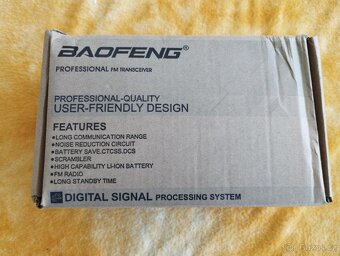 BAOFENG®
PROFESSIONAL FM TRANSCEIVER
PROFESSIONAL-QUALITY
USER-FRIENDLY DESIGN
FEATURES
●LONG COMMUNICATION RANGE
●NOISE REDUCTION CIRCUIT
●BATTERY SAVE,CTCSS,DCS
●SCRAMBLER
●HIGH CAPABILITY LI-ION BATTERY
●FM RADIO
●LONG STANDBY TIME
DIGITAL SIGNAL PROCESSING SYSTEM